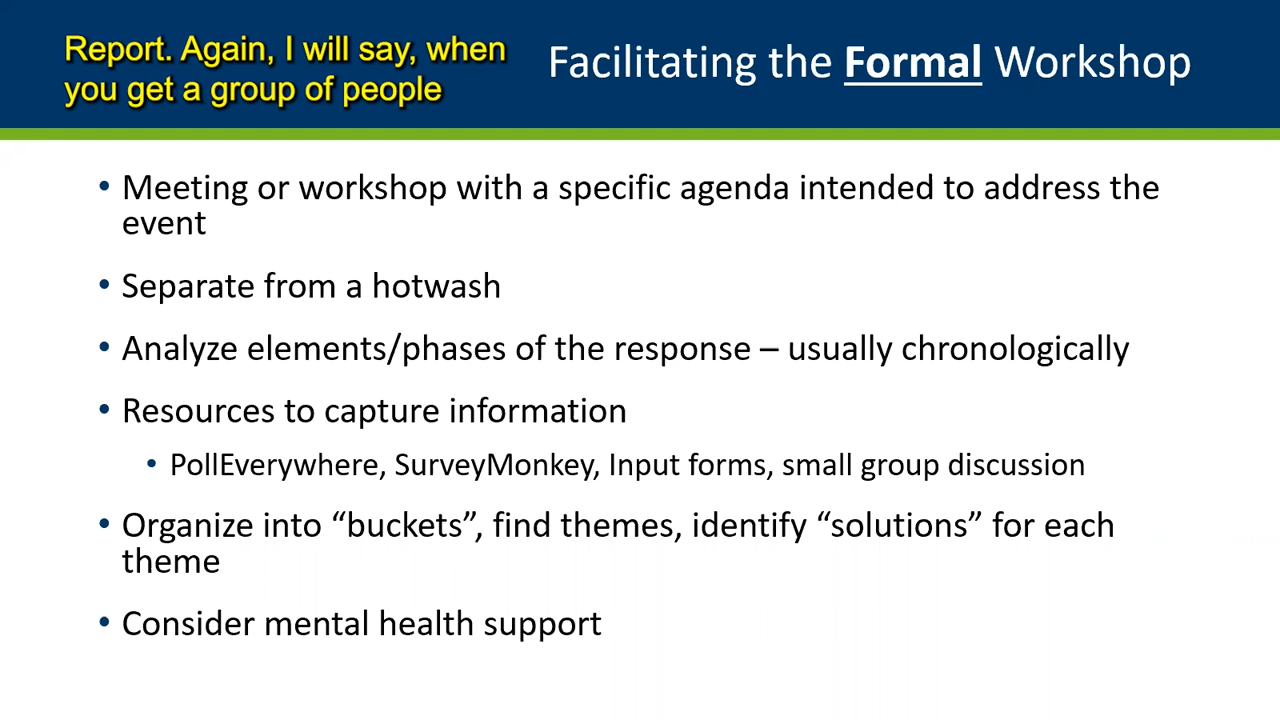 Report. Again, I will say, when
you get a group of people
Facilitating the Formal Workshop
• Meeting or workshop with a specific agenda intended to address the
event
• Separate from a hotwash
• Analyze elements/phases of the response – usually chronologically
• Resources to capture information
• PollEverywhere, SurveyMonkey, Input forms, small group discussion
• Organize into “buckets”, find themes, identify “solutions” for each
theme
• Consider mental health support